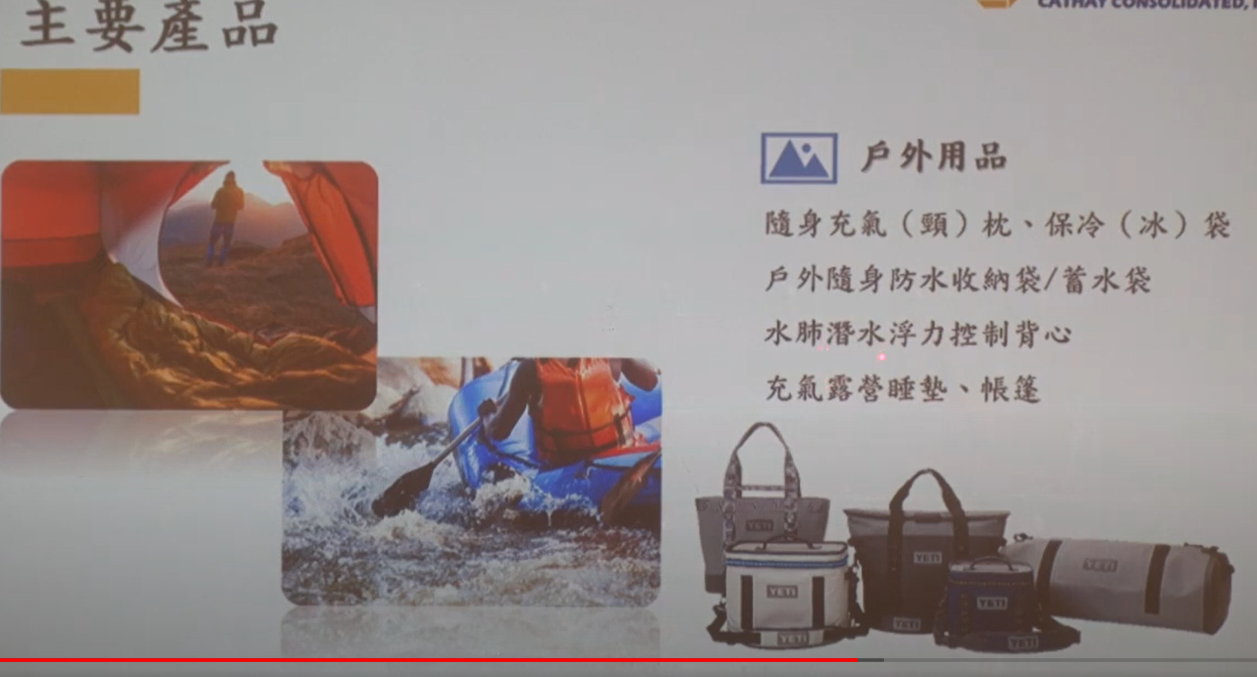 主要產品
CATHAY CONSOLIDATED,
戶外用品
隨身充氣（頸）枕、保冷（冰）袋
戶外隨身防水收納袋/蓄水袋
水肺潛水浮力控制背心
充氣露營睡墊、帳篷
YETI
YETI
YETI
YETI
YETI
YETI
YETI
YETI